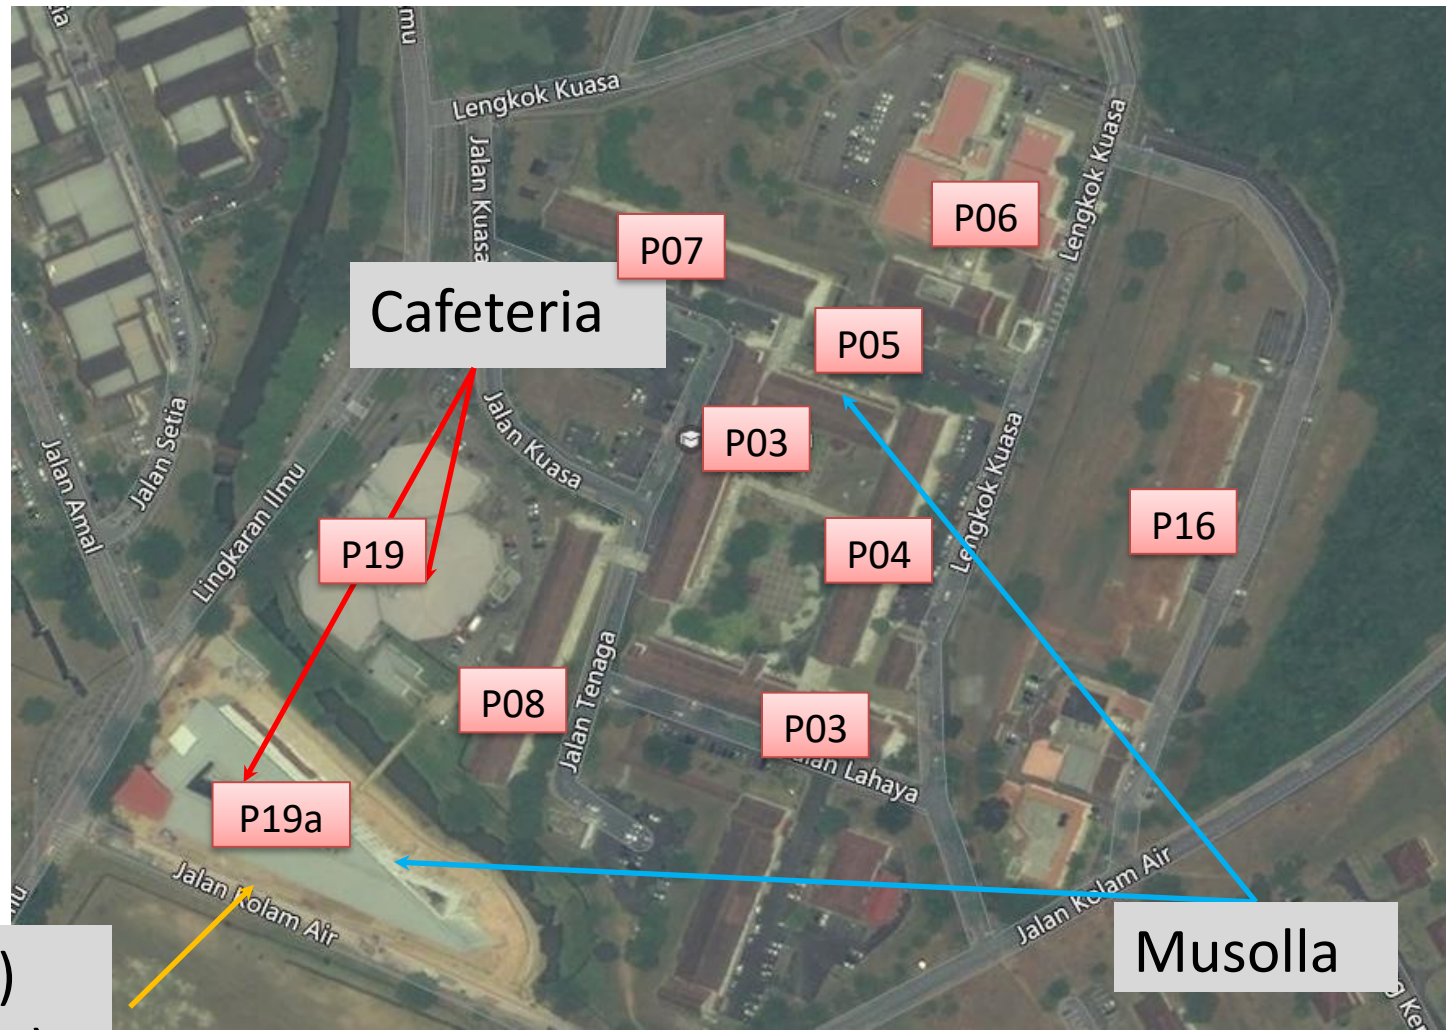 Lengkok Kuasa
Jalan Kuasa
Lengkok Kuasa
P06
P07
Cafeteria
P05
Jalan Setia
Jalan Kuasa
P03
Jalan Amal
Lengkok Kuasa
Lingkaran Ilmu
P19
P04
P16
P08
Jalan Tenaga
P03
lan Lahaya
P19a
Jalan Kolam Air
Jalan Kolam Air
Musolla
)